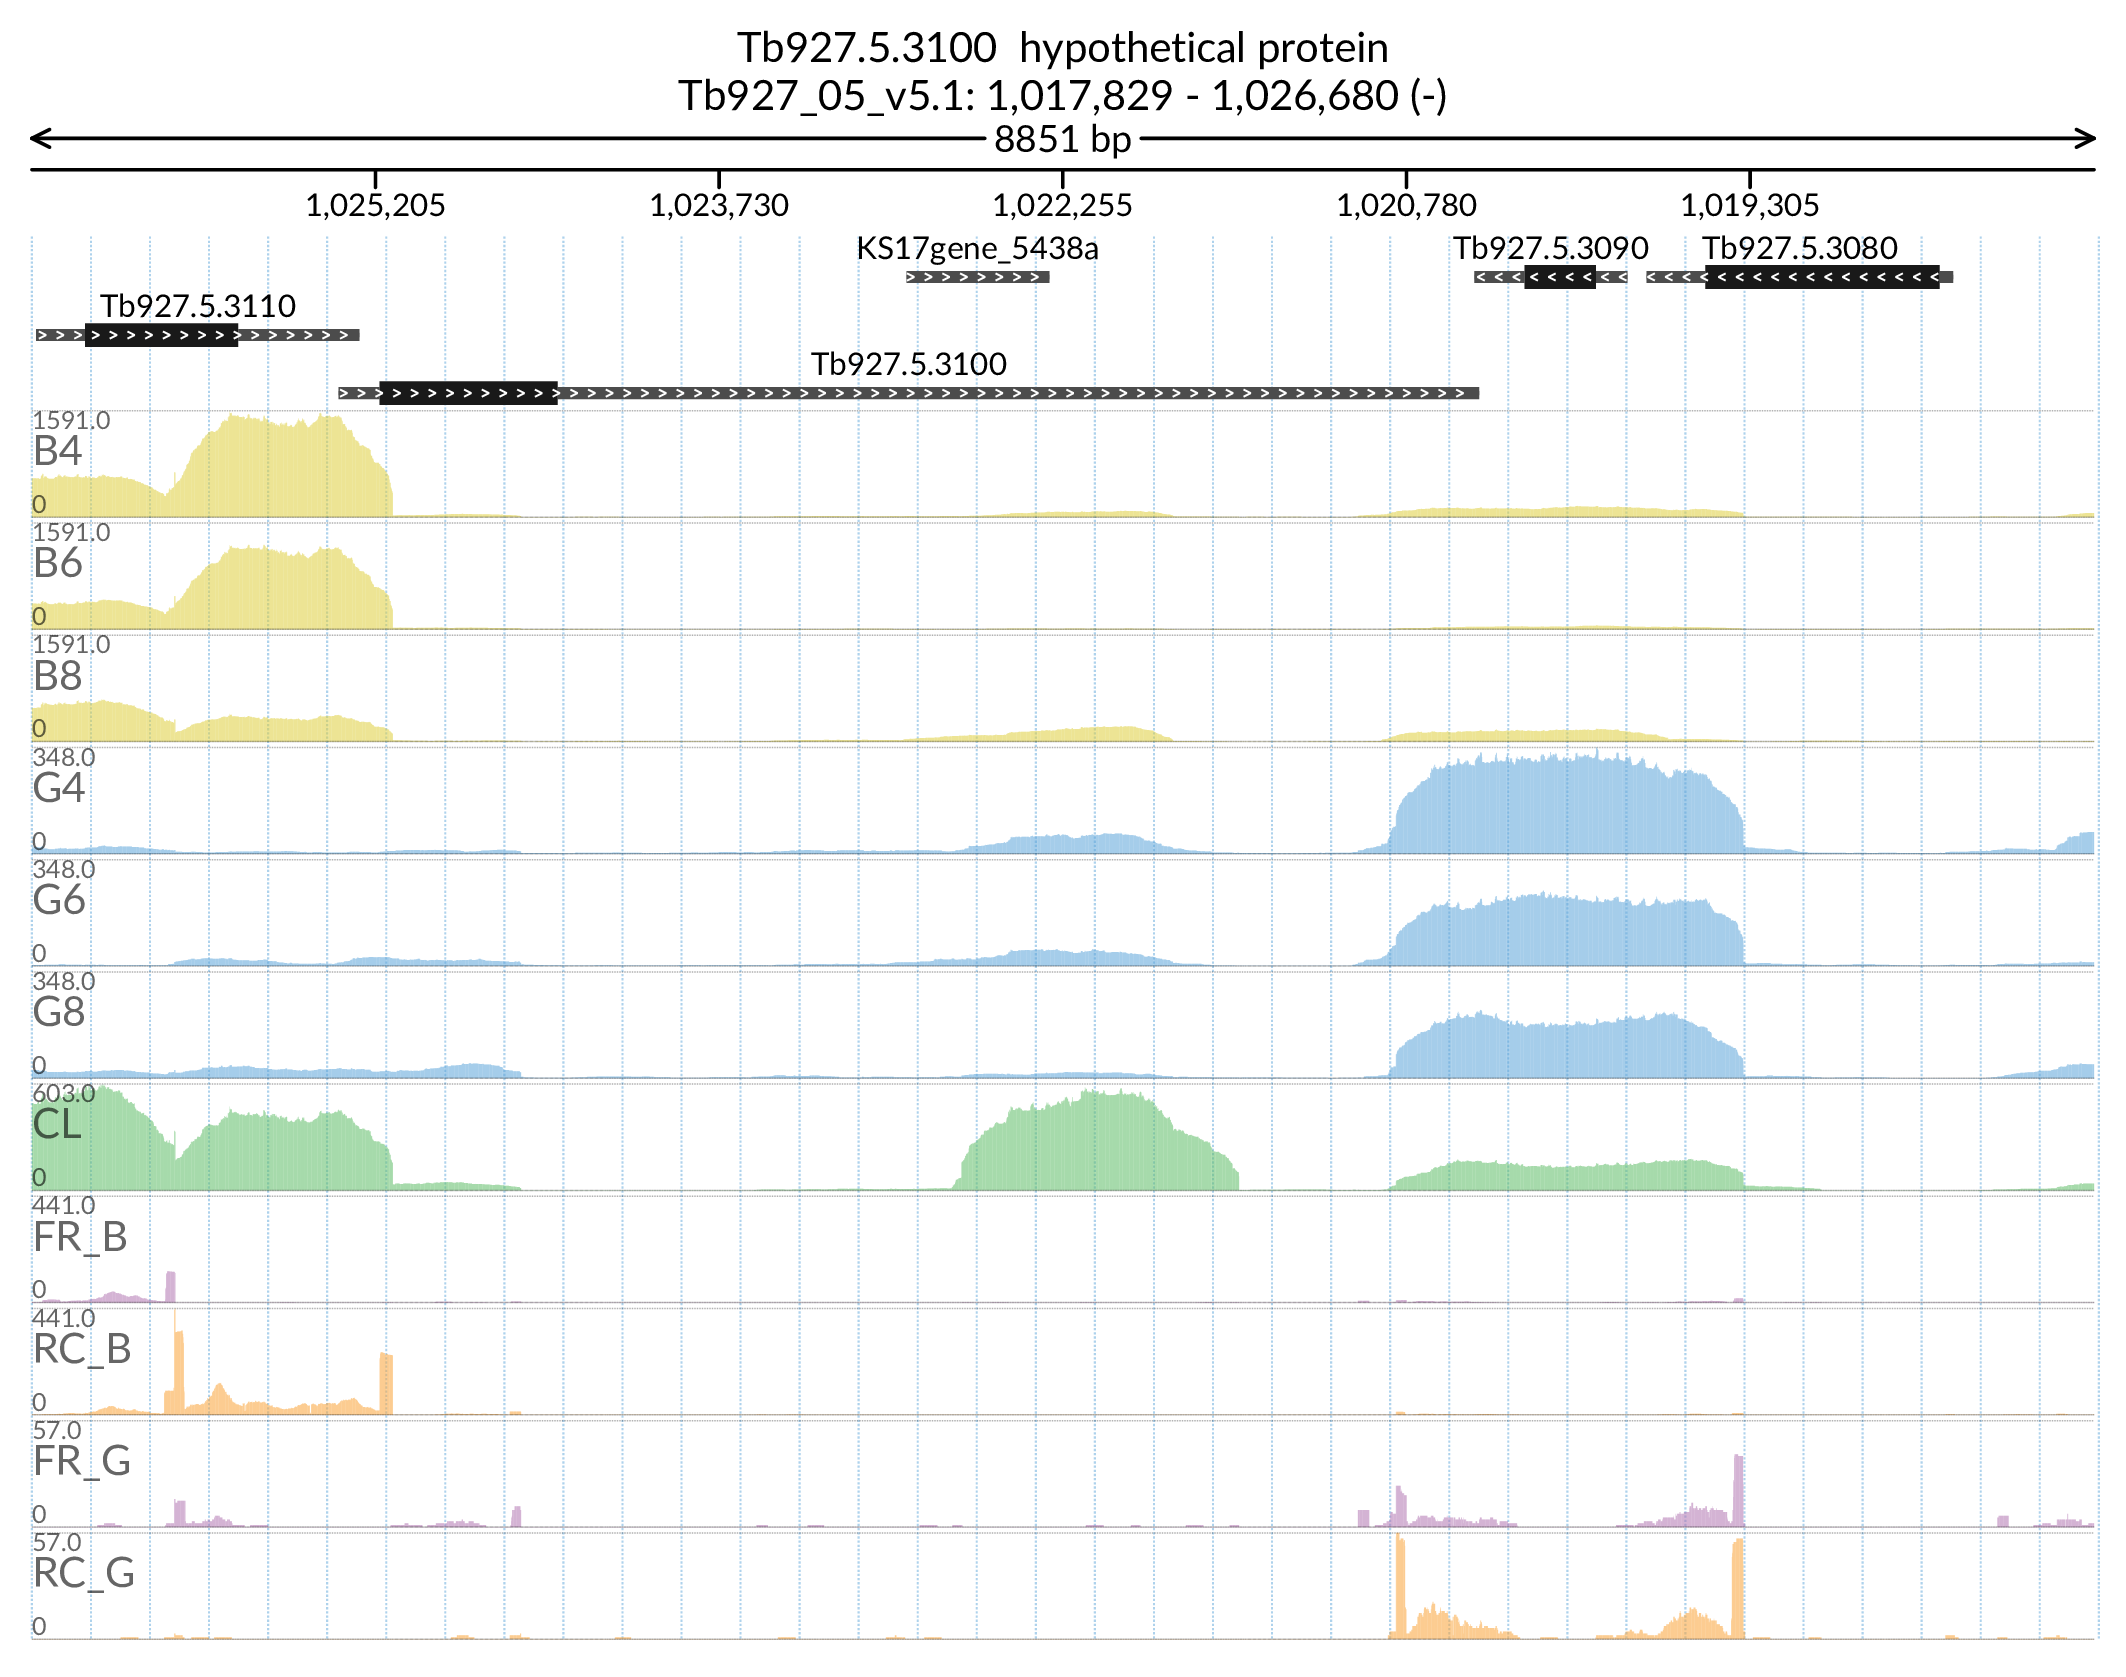 Tb927.5.3100  hypothetical protein
Tb927_05_v5.1: 1,017,829 - 1,026,680 (-)
8851 bp
1,025,205 1,023,730 1,022,255 1,020,780 1,019,305
KS17gene_5438a Tb927.5.3090 Tb927.5.3080
Tb927.5.3110
Tb927.5.3100
1591.0
B4
0
1591.0
B6
0
1591.0
B8
0
348.0
G4
0
348.0
G6
0
348.0
G8
0
603.0
CL
0
441.0
FR_B
0
441.0
RC_B
0
57.0
FR_G
0
57.0
RC_G
0